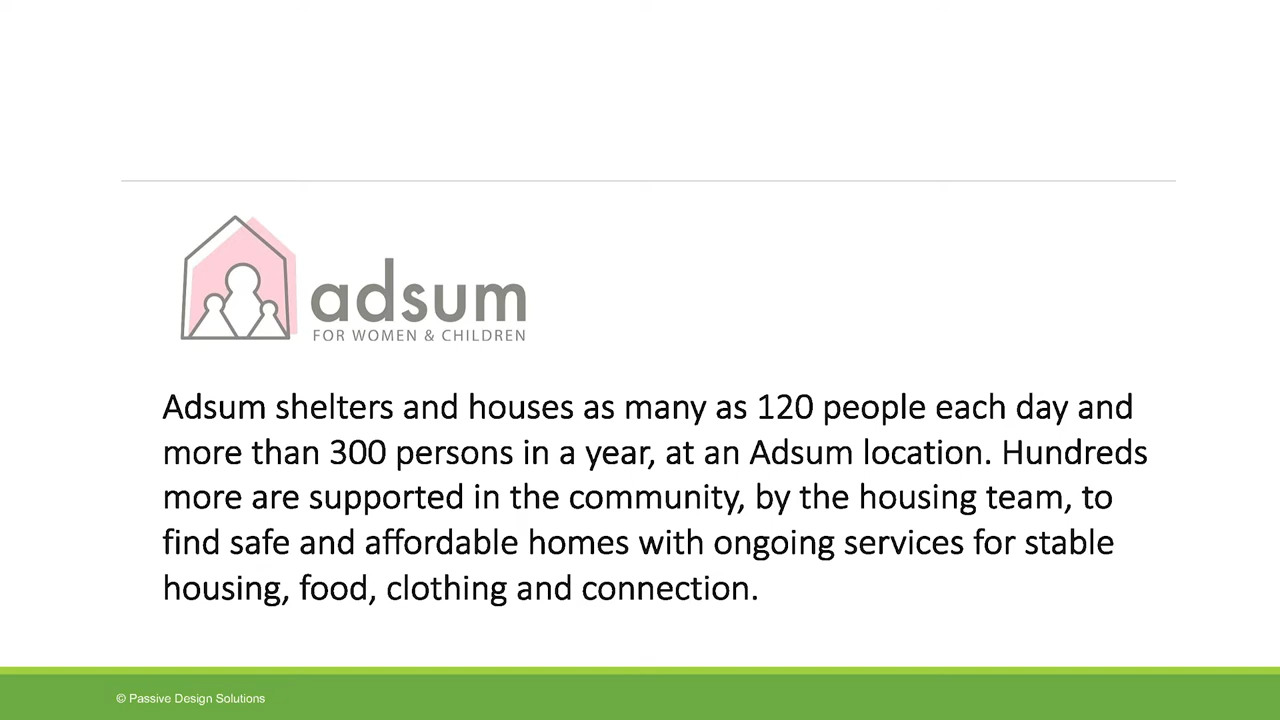 adsum
FOR WOMEN & CHILDREN
Adsum shelters and houses as many as 120 people each day and
more than 300 persons in a year, at an Adsum location. Hundreds
more are supported in the community, by the housing team, to
find safe and affordable homes with ongoing services for stable
housing, food, clothing and connection.
© Passive Design Solutions